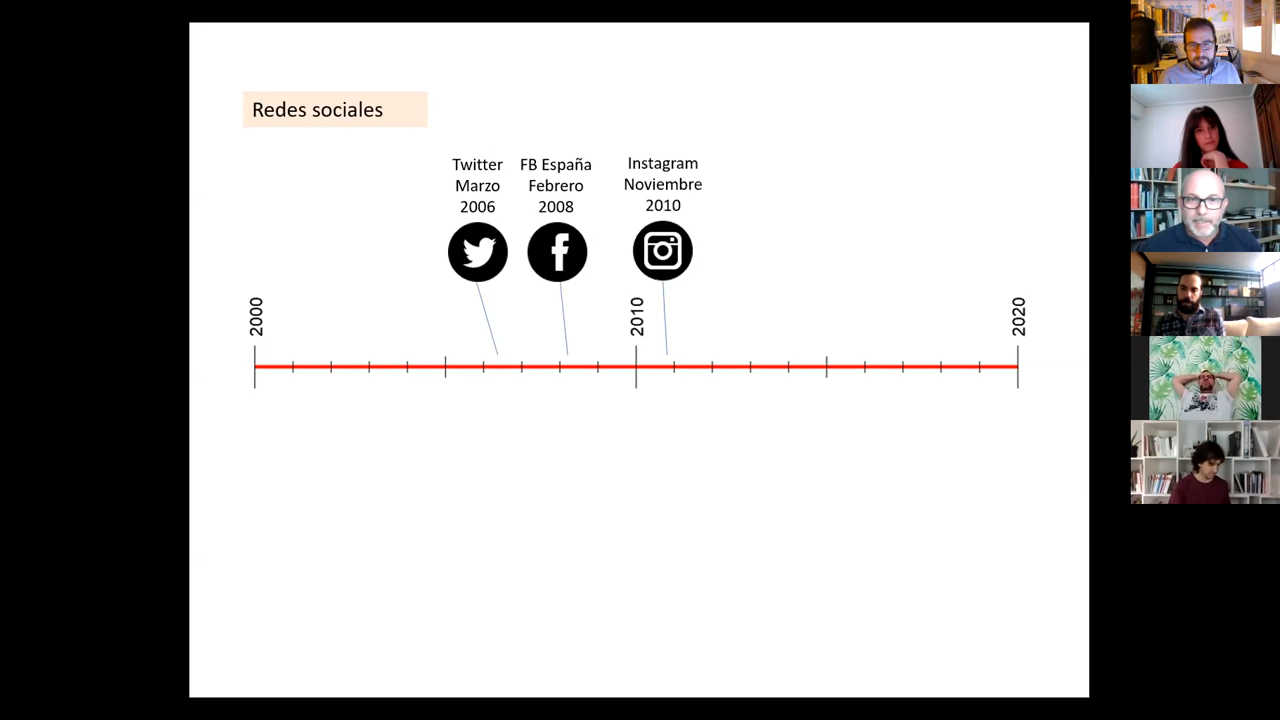 Redes sociales
Twitter
Marzo
2006
FB España
Febrero
2008
Instagram
Noviembre
2010
2000
2010
2020